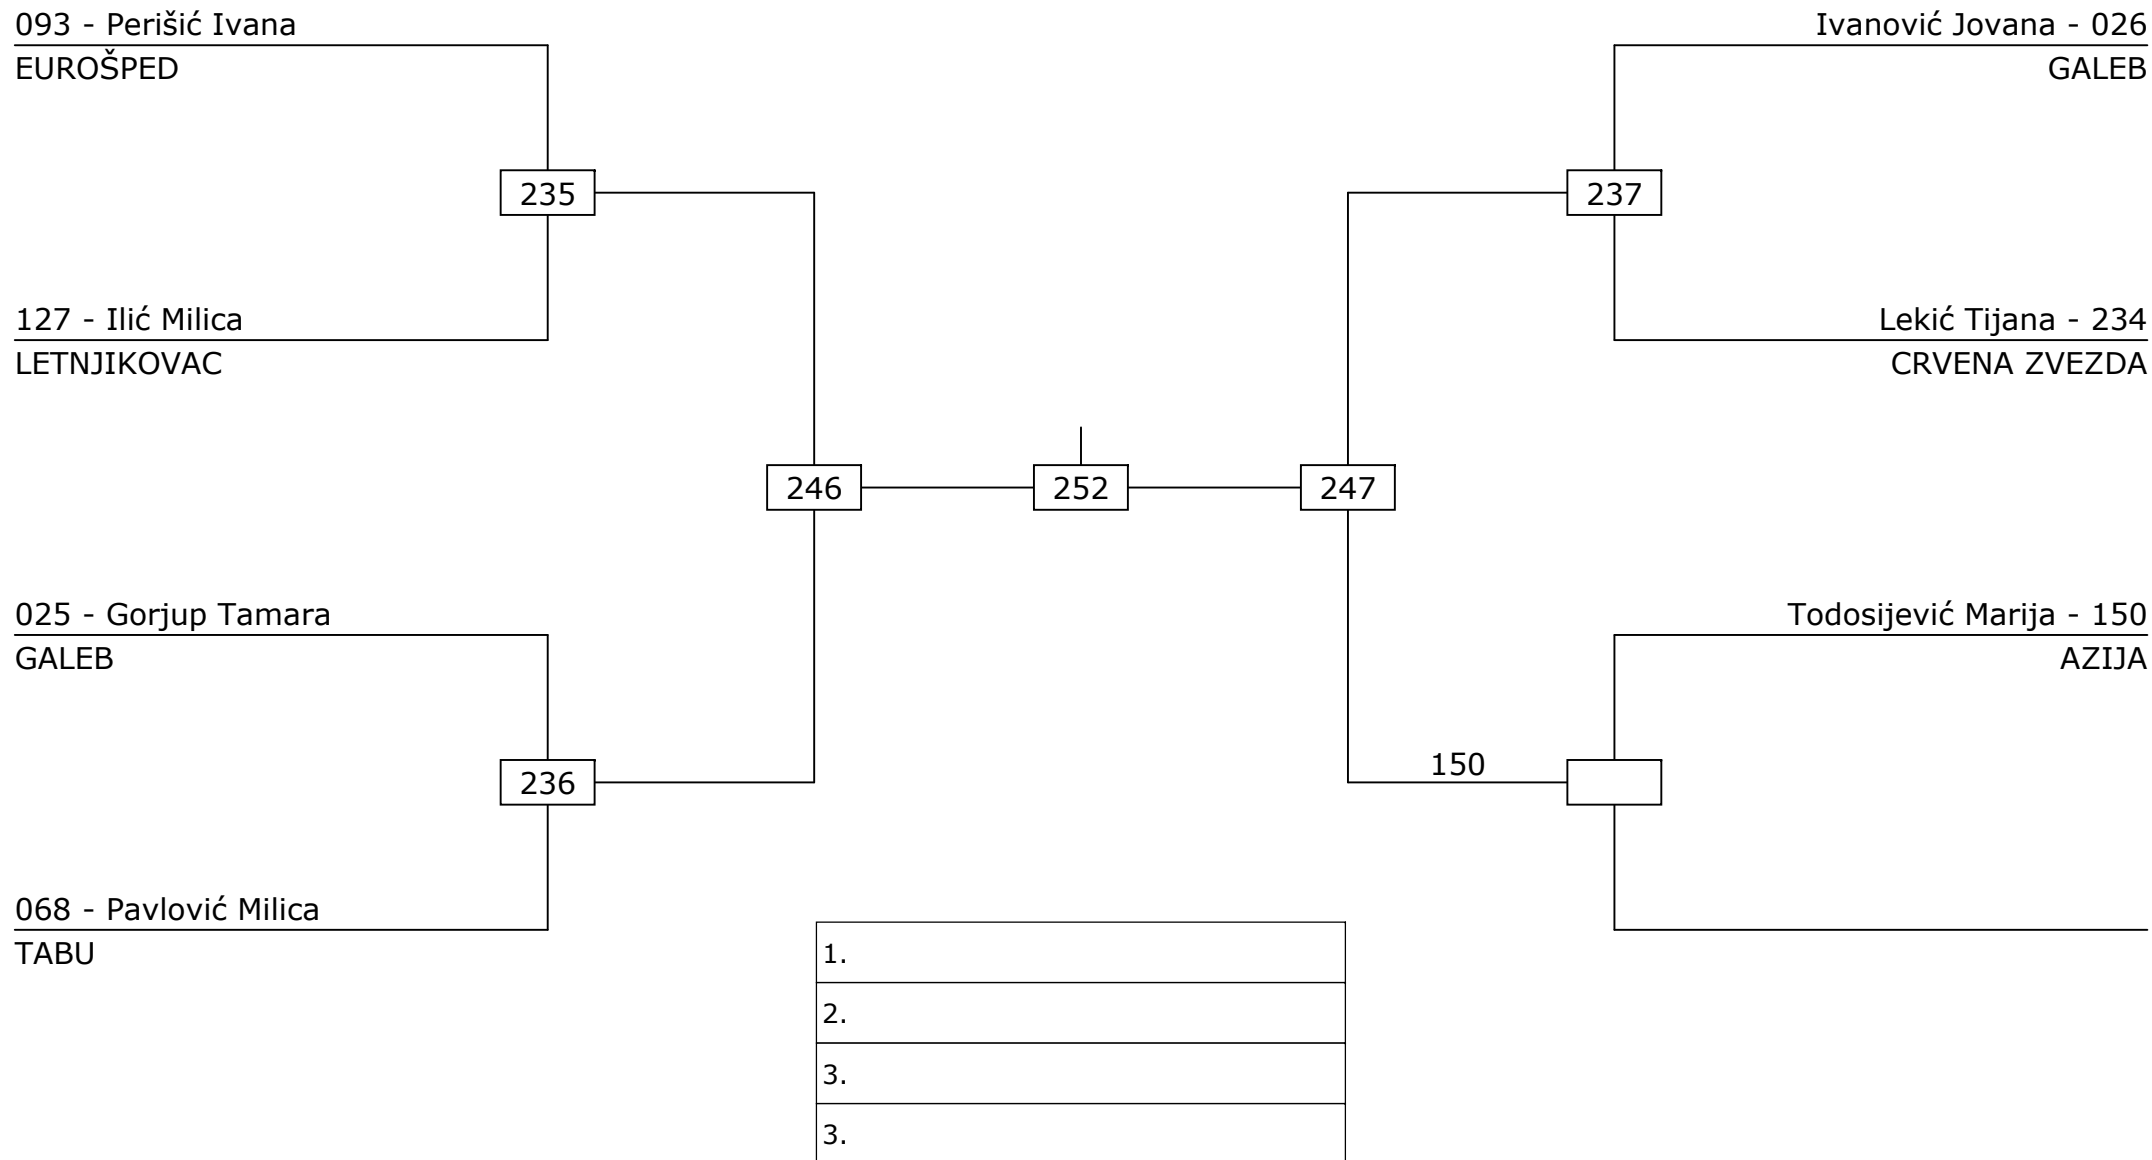 093 - Perišić Ivana
EUROŠPED
Ivanović Jovana - 026
GALEB
235
237
127 - Ilić Milica
LETNJIKOVAC
Lekić Tijana - 234
CRVENA ZVEZDA
246
252
247
025 - Gorjup Tamara
GALEB
Todosijević Marija - 150
AZIJA
236
150
068 - Pavlović Milica
TABU
1.
2.
3.
3.